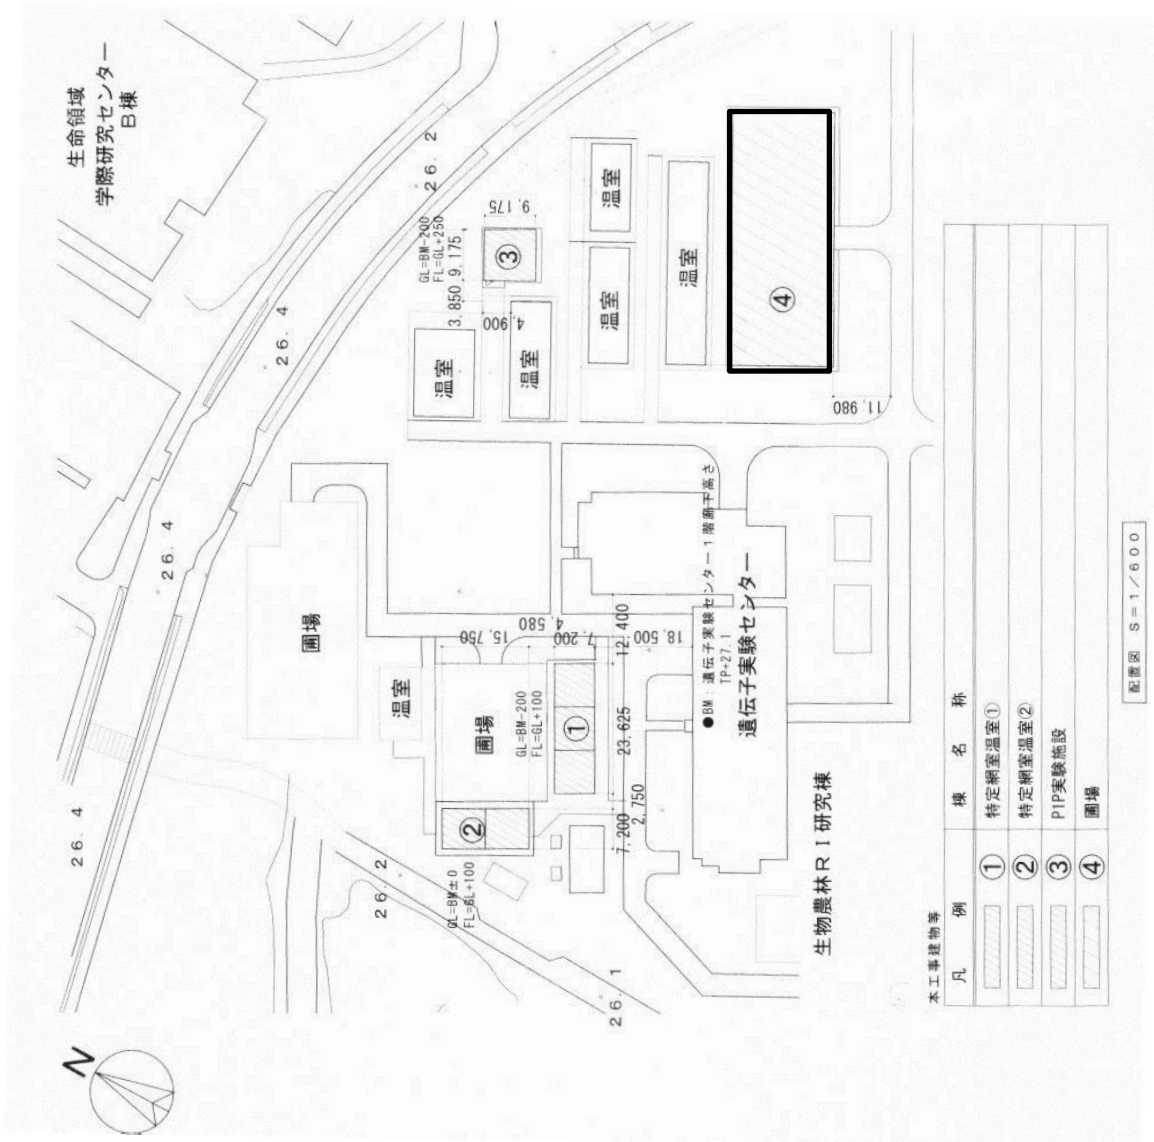 生命領域
学際研究センター
B棟
26.2
26.4
26.4
26.4
26.2
26.1
GL=BM-200
FL=GL+250
9.175
3.850 9.175
4.900
③
温室
温室
温室
温室
温室
④
11.980
圃場
温室
圃場
15.750
4.580
7.200
12.400
18.500
GL=BM-200
FL=GL+100
①
23.625
2.750
7.200
②
GL=BM±0
FL=GL+100
●BM:遺伝子実験センター1階廊下高さ
TP+27.1
遺伝子実験センター
生物農林RI研究棟
N
本工事建物等
凡例 棟名称
① 特定網室温室①
② 特定網室温室②
③ P1P実験施設
④ 圃場
配置図 S=1/600